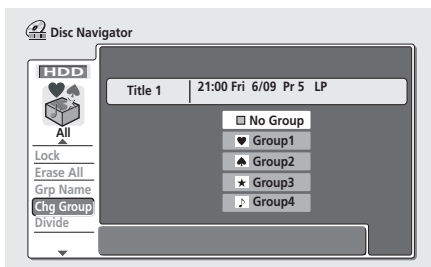 Disc Navigator
HDD
All
Lock
Erase All
Grp Name
Chg Group
Divide
Title 1
21:00 Fri 6/09 Pr 5 LP
No Group
Group1
Group2
Group3
Group4